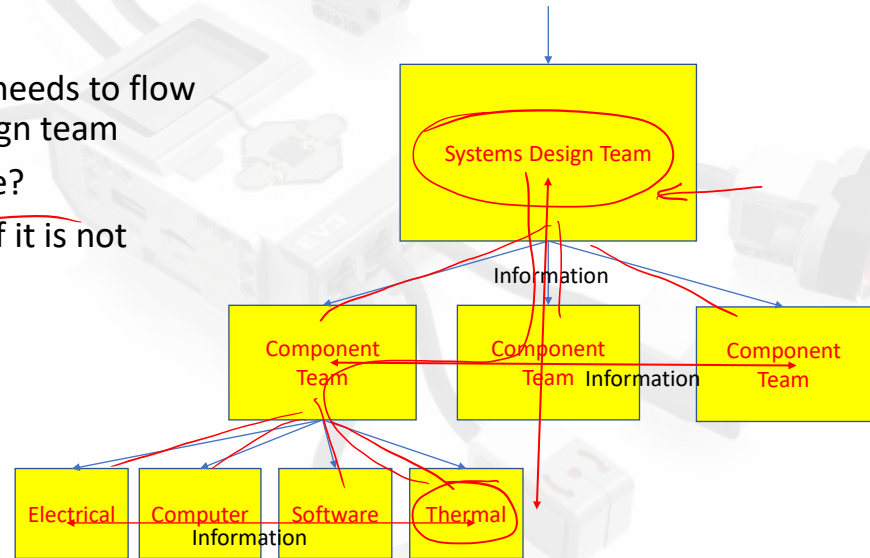 needs to flow
gn team
e?
f it is not
Systems Design Team
Information
Component
Team
Component
Team
Information
Component
Team
Electrical
Computer
Software
Thermal
Information